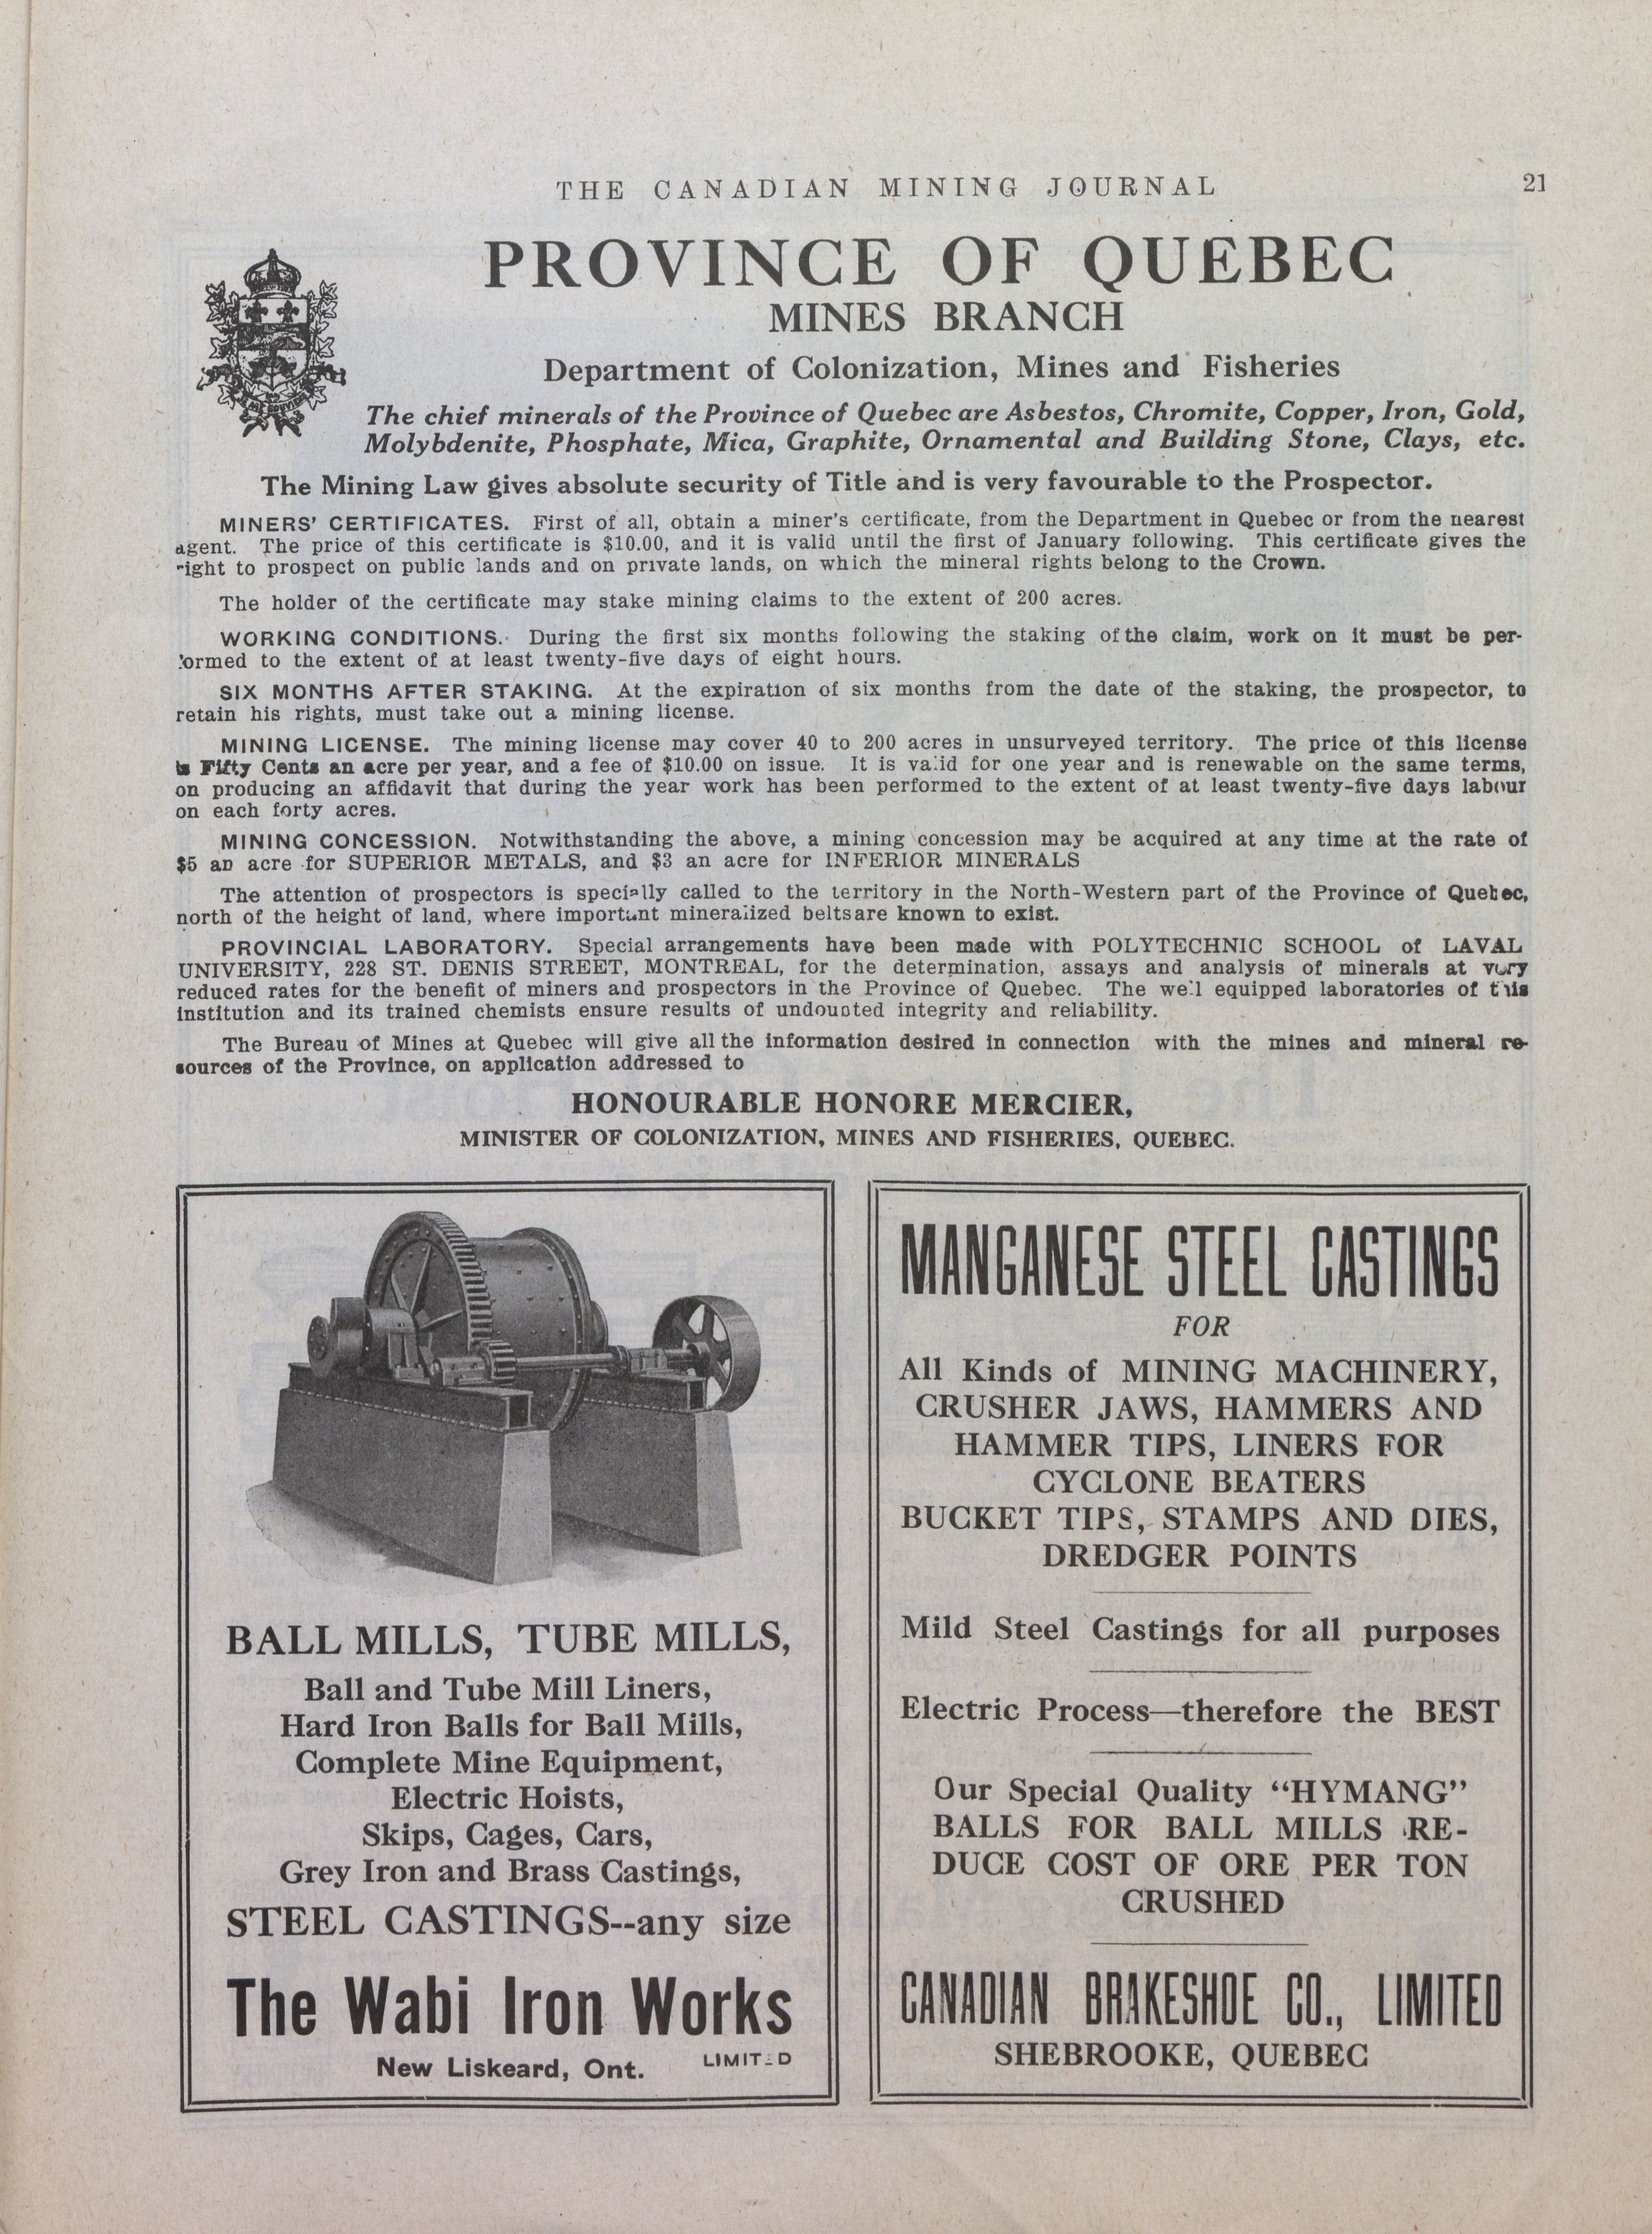 THE CANADIAN MINING JOURNAL
21
PROVINCE OF QUEBEC
MINES BRANCH
Department of Colonization, Mines and Fisheries
The chief minerals of the Province of Quebec are Asbestos, Chromite, Copper, Iron, Gold,
Molybdenite, Phosphate, Mica, Graphite, Ornamental and Building Stone, Clays, etc.
The Mining Law gives absolute security of Title and is very favourable to the Prospector.
MINERS' CERTIFICATES. First of all, obtain a miner's certificate, from the Department in Quebec or from the nearest
agent. The price of this certificate is $10.00, and it is valid until the first of January following. This certificate gives the
right to prospect on public lands and on private lands, on which the mineral rights belong to the Crown.
The holder of the certificate may stake mining claims to the extent of 200 acres.
WORKING CONDITIONS. During the first six months following the staking of the claim, work on it must be per-
formed to the extent of at least twenty-five days of eight hours.
SIX MONTHS AFTER STAKING. At the expiration of six months from the date of the staking, the prospector, to
retain his rights, must take out a mining license.
MINING LICENSE. The mining license may cover 40 to 200 acres in unsurveyed territory. The price of this license
is Fifty Cents an acre per year, and a fee of $10.00 on issue. It is valid for one year and is renewable on the same terms,
on producing an affidavit that during the year work has been performed to the extent of at least twenty-five days labour
on each forty acres.
MINING CONCESSION. Notwithstanding the above, a mining concession may be acquired at any time at the rate of
$5 an acre for SUPERIOR METALS, and $3 an acre for INFERIOR MINERALS
The attention of prospectors is specially called to the territory in the North-Western part of the Province of Quebec,
north of the height of land, where important mineralized belts are known to exist.
PROVINCIAL LABORATORY. Special arrangements have been made with POLYTECHNIC SCHOOL of LAVAL
UNIVERSITY, 228 ST. DENIS STREET, MONTREAL, for the determination, assays and analysis of minerals at very
reduced rates for the benefit of miners and prospectors in the Province of Quebec. The well equipped laboratories of this
institution and its trained chemists ensure results of undoubted integrity and reliability.
The Bureau of Mines at Quebec will give all the information desired in connection with the mines and mineral re-
sources of the Province, on application addressed to
HONOURABLE HONORE MERCIER,
MINISTER OF COLONIZATION, MINES AND FISHERIES, QUEBEC.
BALL MILLS, TUBE MILLS,
Ball and Tube Mill Liners,
Hard Iron Balls for Ball Mills,
Complete Mine Equipment,
Electric Hoists,
Skips, Cages, Cars,
Grey Iron and Brass Castings,
STEEL CASTINGS--any size
The Wabi Iron Works
LIMITED
New Liskeard, Ont.
MANGANESE STEEL CASTINGS
FOR
All Kinds of MINING MACHINERY,
CRUSHER JAWS, HAMMERS AND
HAMMER TIPS, LINERS FOR
CYCLONE BEATERS
BUCKET TIPS, STAMPS AND DIES,
DREDGER POINTS
Mild Steel Castings for all purposes
Electric Process—therefore the BEST
Our Special Quality "HYMANG"
BALLS FOR BALL MILLS RE-
DUCE COST OF ORE PER TON
CRUSHED
CANADIAN BRAKESHOE CO., LIMITED
SHEBROOKE, QUEBEC